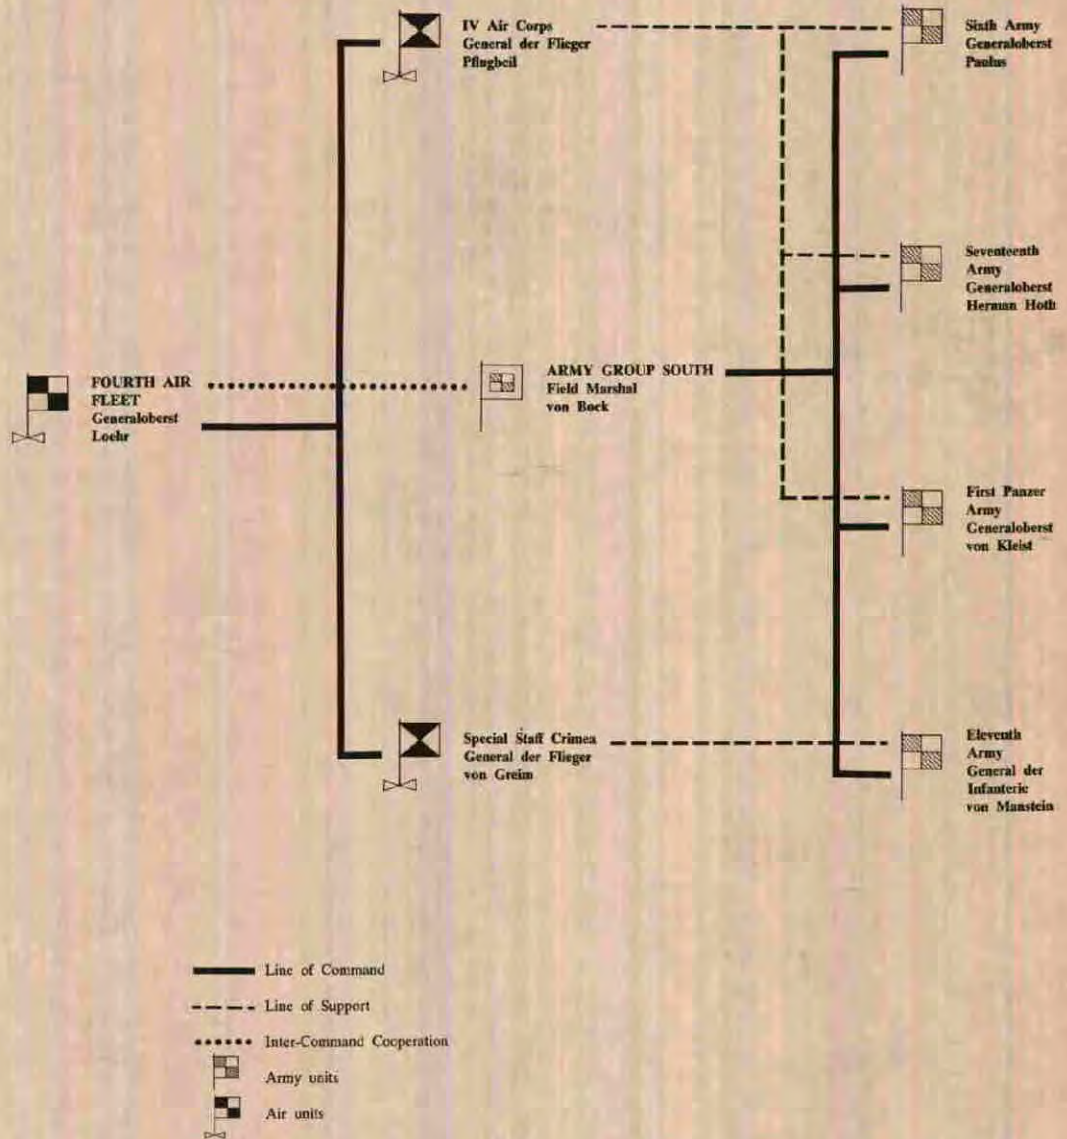 IV Air Corps
General der Flieger
Pflugbeil
Sixth Army
Generaloberst
Paulus
Seventeenth
Army
Generaloberst
Herman Hoth
FOURTH AIR
FLEET
Generaloberst
Loehr
ARMY GROUP SOUTH
Field Marshal
von Bock
First Panzer
Army
Generaloberst
von Kleist
Special Staff Crimea
General der Flieger
von Greim
Eleventh
Army
General der
Infanterie
von Manstein
Line of Command
Line of Support
Inter-Command Cooperation
Army units
Air units